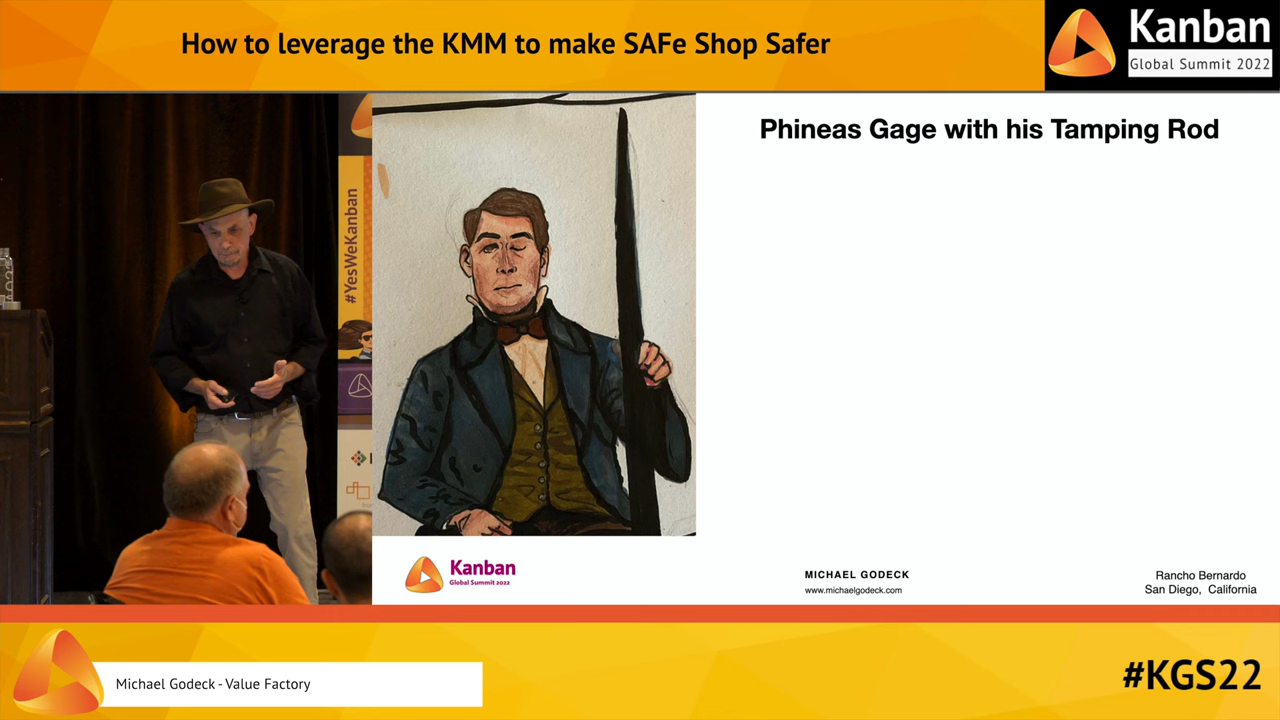 How to leverage the KMM to make SAFe Shop Safer
Kanban
Global Summit 2022
#YesWeKanban
Phineas Gage with his Tamping Rod
Kanban
Global Summit 2022
MICHAEL GODECK
www.michaelgodeck.com
Rancho Bernardo
San Diego, California
Michael Godeck - Value Factory
#KGS22